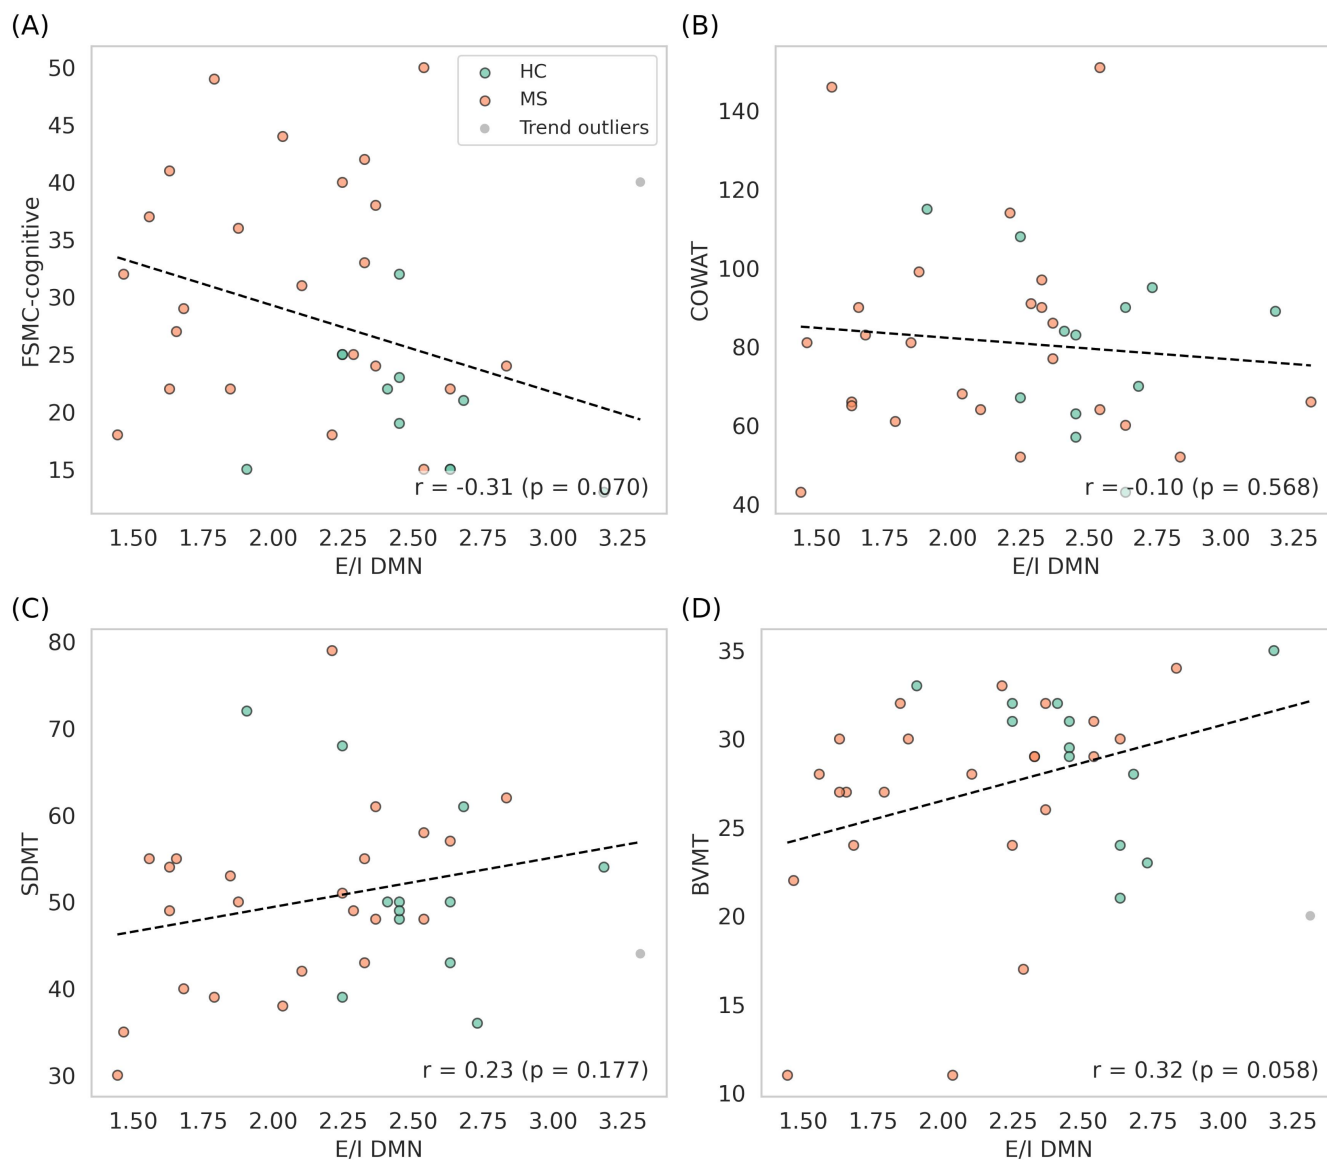 (A)
50
45
40
35
30
25
20
15
FSMC-cognitive
HC
MS
Trend outliers
r = -0.31 (p = 0.070)
1.50 1.75 2.00 2.25 2.50 2.75 3.00 3.25
E/I DMN
(B)
140
120
100
80
60
40
COWAT
r = -0.10 (p = 0.568)
1.50 1.75 2.00 2.25 2.50 2.75 3.00 3.25
E/I DMN
(C)
80
70
60
50
40
30
SDMT
r = 0.23 (p = 0.177)
1.50 1.75 2.00 2.25 2.50 2.75 3.00 3.25
E/I DMN
(D)
35
30
25
20
15
10
BVMT
r = 0.32 (p = 0.058)
1.50 1.75 2.00 2.25 2.50 2.75 3.00 3.25
E/I DMN